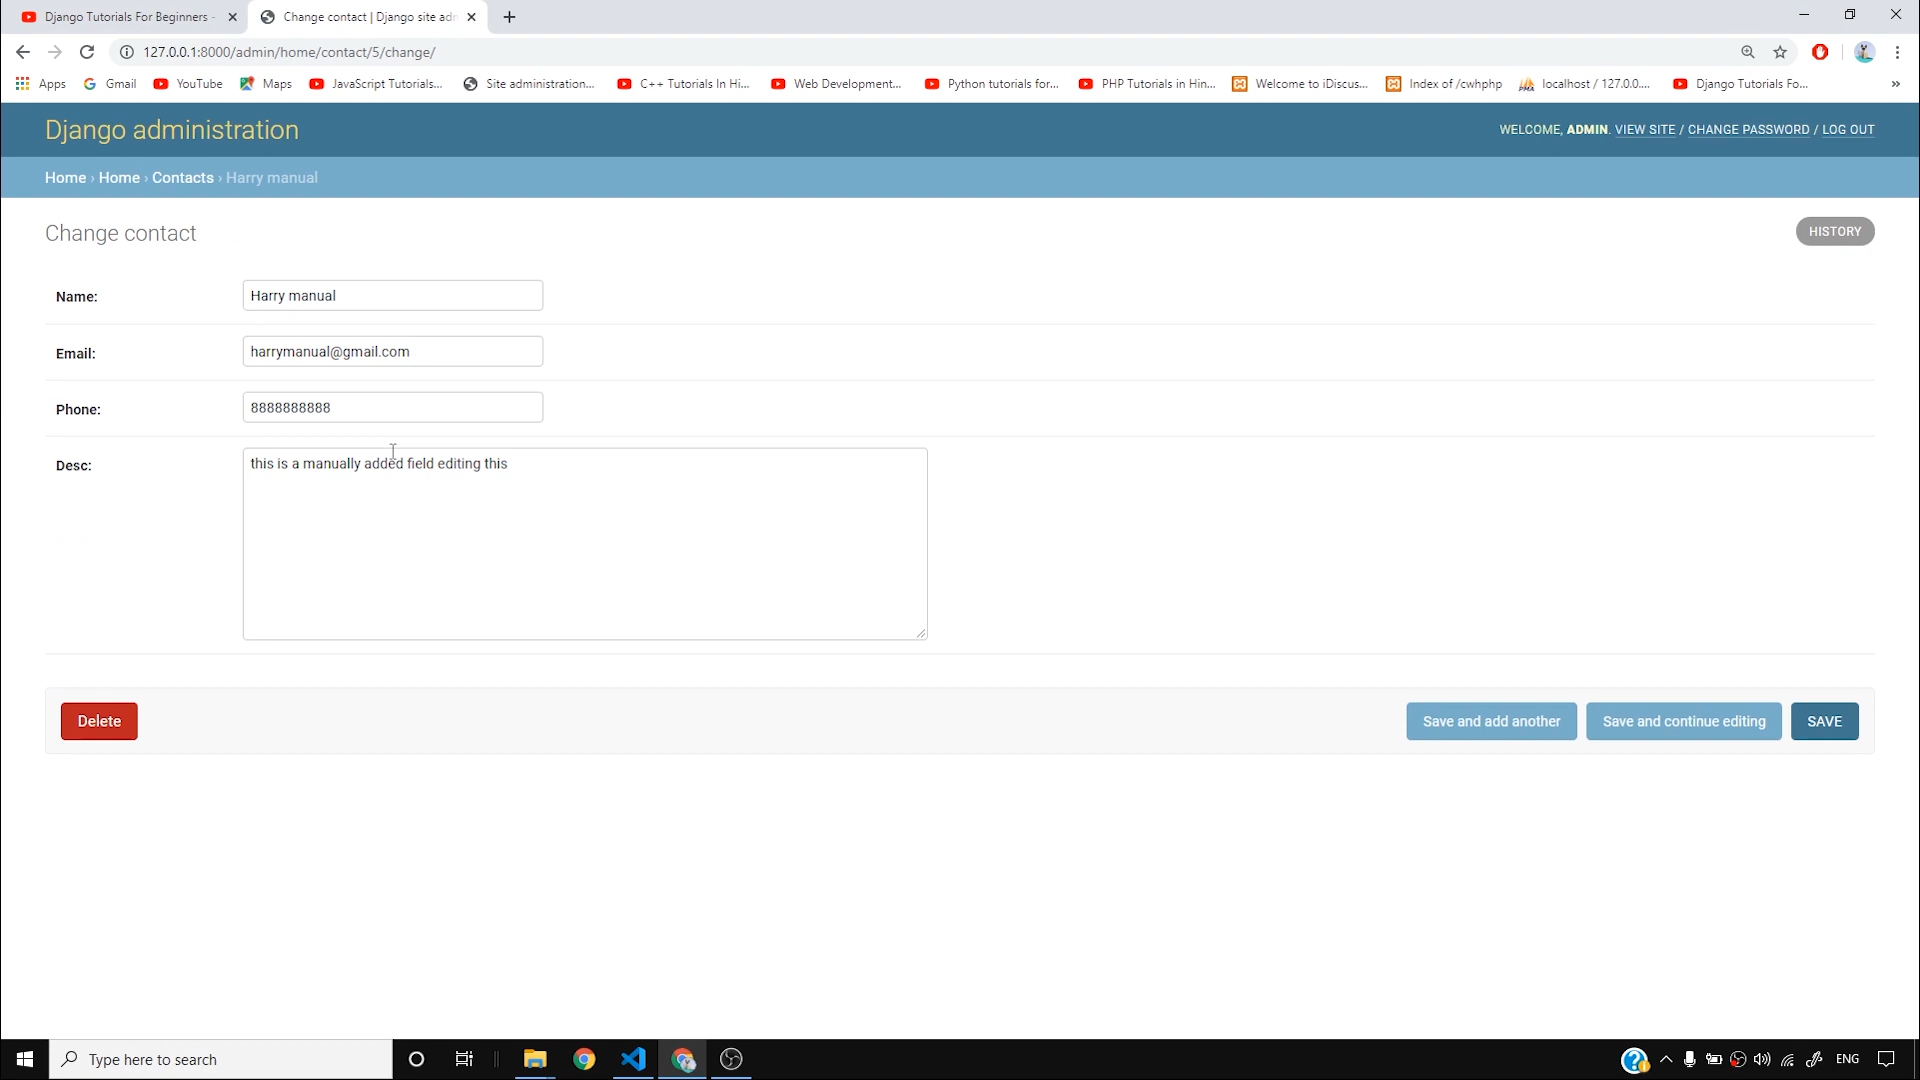 Django Tutorials For Beginners -
Change contact | Django site adm
127.0.0.1:8000/admin/home/contact/5/change/
Apps
Gmail
YouTube
Maps
JavaScript Tutorials...
Site administration...
C++ Tutorials In Hi...
Web Development...
Python tutorials for...
PHP Tutorials in Hin...
Welcome to iDiscus...
Index of /cwhphp
localhost / 127.0.0....
Django Tutorials Fo...
»
Django administration
WELCOME, ADMIN. VIEW SITE / CHANGE PASSWORD / LOG OUT
Home › Home › Contacts › Harry manual
Change contact
HISTORY
Name:
Harry manual
Email:
harrymanual@gmail.com
Phone:
8888888888
Desc:
this is a manually added field editing this
Delete
Save and add another
Save and continue editing
SAVE
Type here to search
ENG